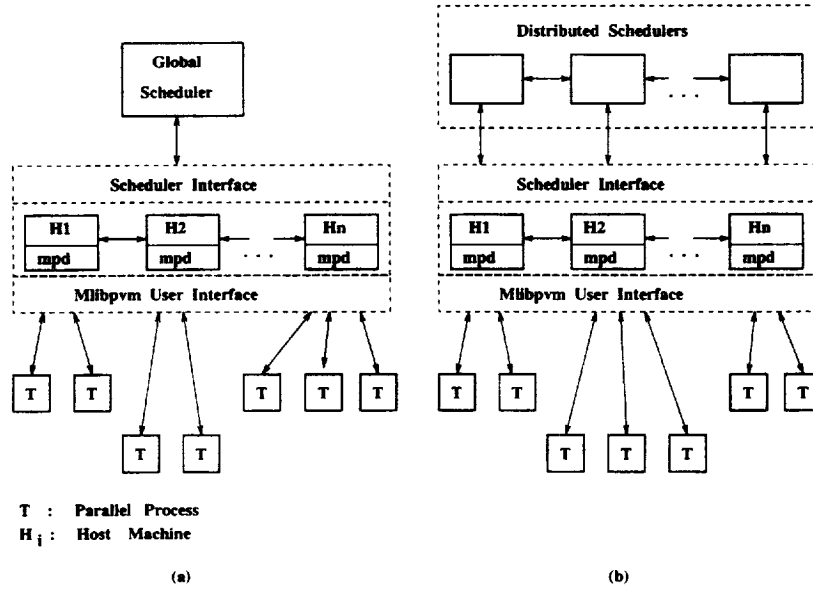 Global
Scheduler
Scheduler Interface
H1 H2 Hn
mpd mpd . . . mpd
Mlibpvm User Interface
T T T T T
T T
T : Parallel Process
H i : Host Machine
(a)
Distributed Schedulers
. . .
Scheduler Interface
H1 H2 Hn
mpd mpd . . . mpd
Mlibpvm User Interface
T T T T
T T T
(b)